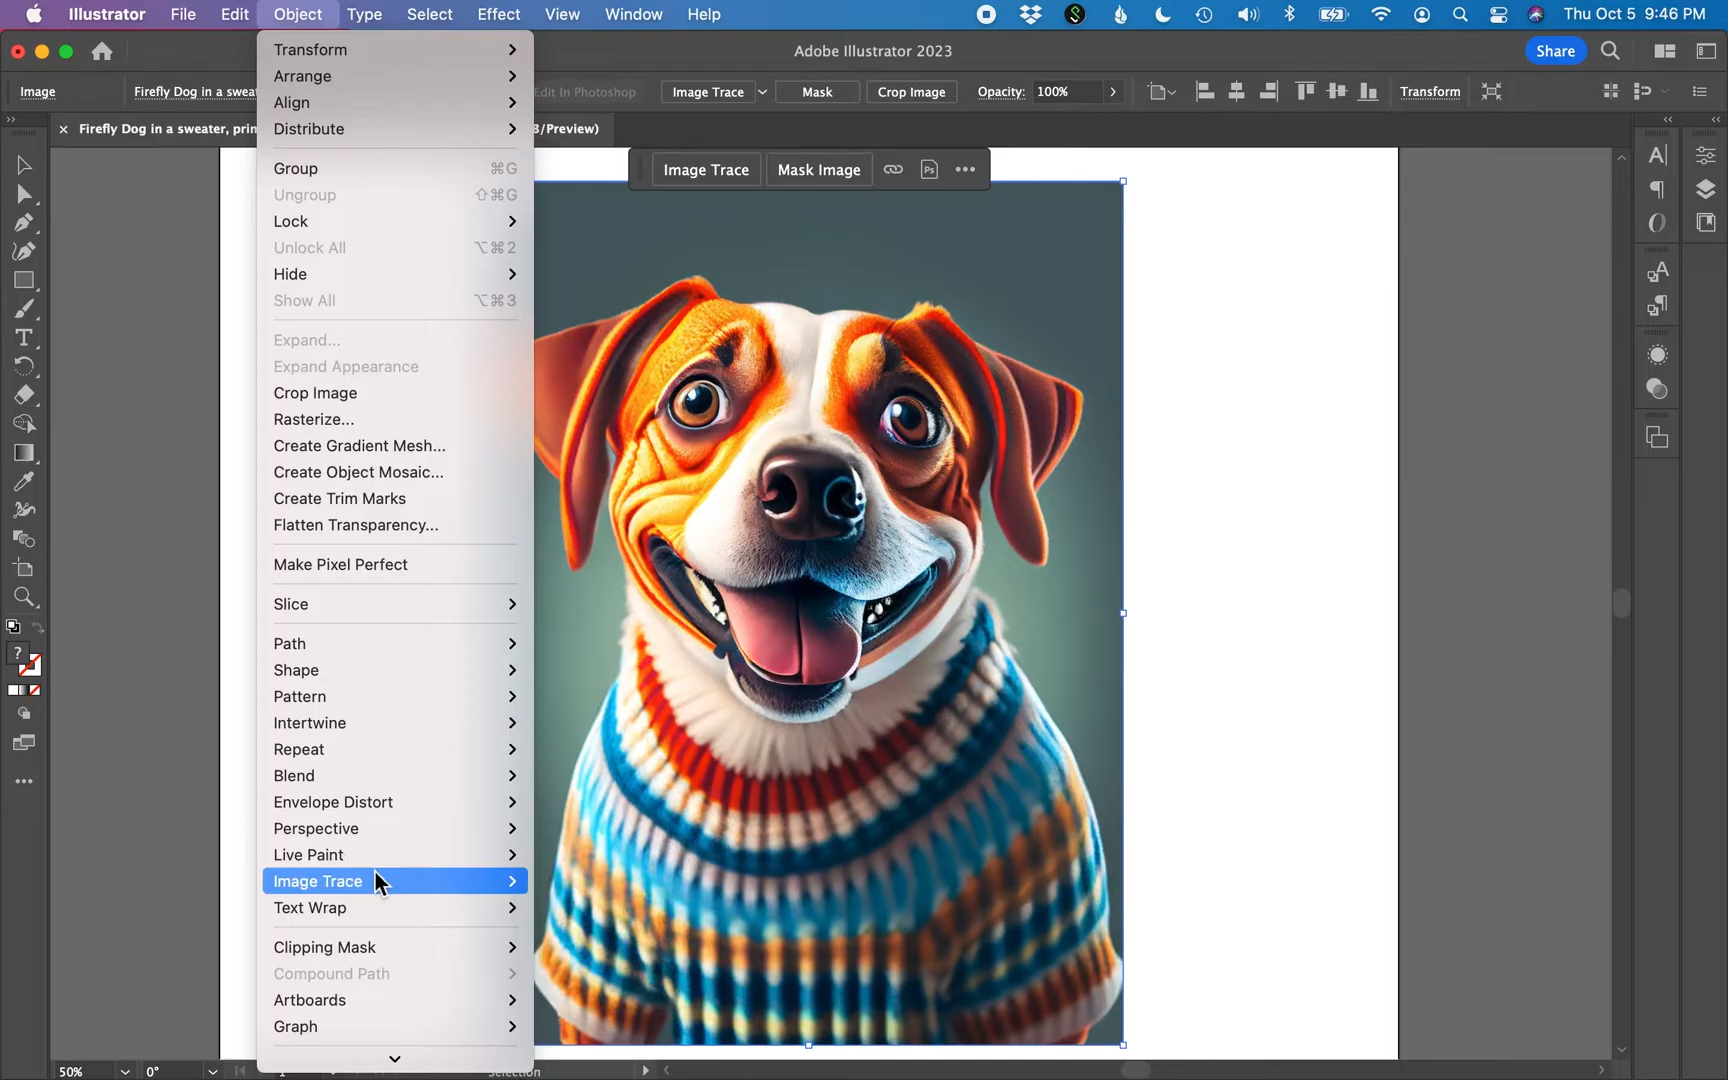 Illustrator File Edit Object Type Select Effect View Window Help Thu Oct 5 9:46 PM
Adobe Illustrator 2023 Share
Image Firefly Dog in a sweat Edit In Photoshop Image Trace Mask Crop Image Opacity: 100% Transform
× Firefly Dog in a sweater, prin B/Preview)
Image Trace Mask Image Ps •••
Transform
Arrange
Align
Distribute
Group ⌘G
Ungroup ⇧⌘G
Lock
Unlock All ⌥⌘2
Hide
Show All ⌥⌘3
Expand...
Expand Appearance
Crop Image
Rasterize...
Create Gradient Mesh...
Create Object Mosaic...
Create Trim Marks
Flatten Transparency...
Make Pixel Perfect
Slice
Path
Shape
Pattern
Intertwine
Repeat
Blend
Envelope Distort
Perspective
Live Paint
Image Trace
Text Wrap
Clipping Mask
Compound Path
Artboards
Graph
50% 0° Selection